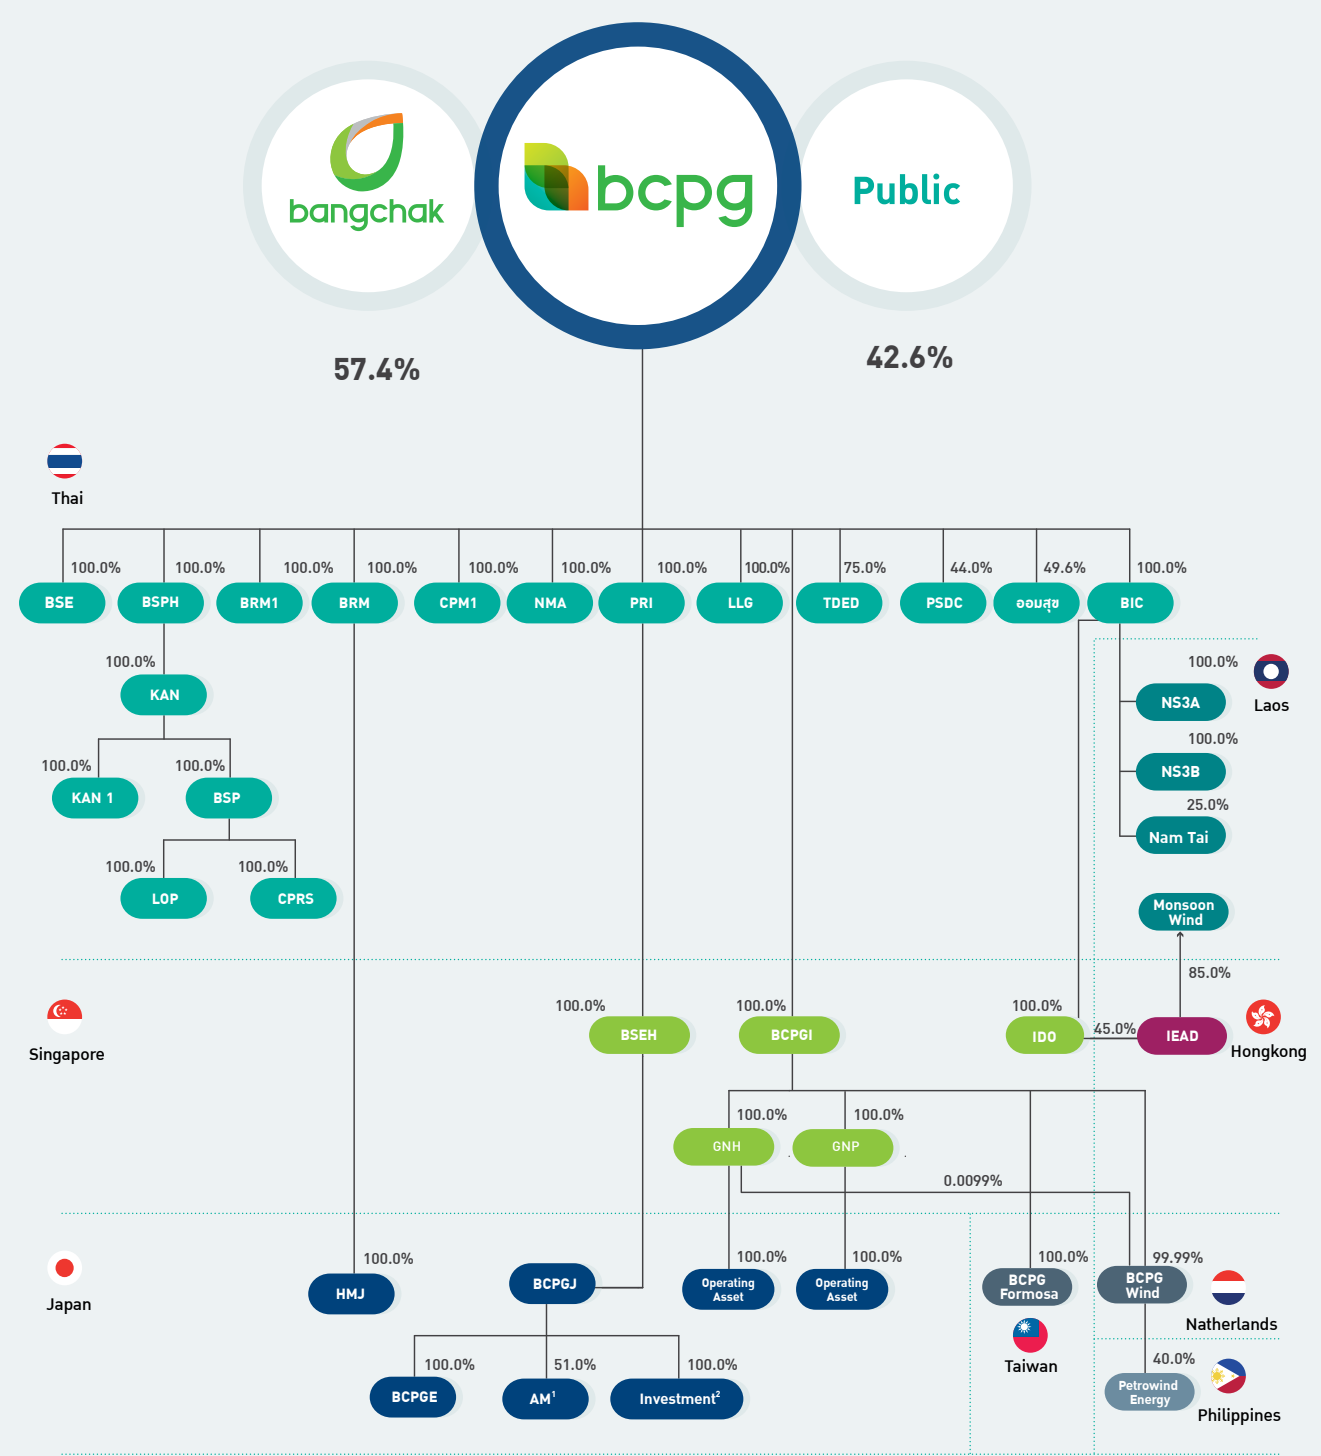 bangchak
bcpg
Public
57.4%
42.6%
Thai
100.0%
100.0%
100.0%
100.0%
100.0%
100.0%
100.0%
100.0%
75.0%
44.0%
49.6%
100.0%
BSE
BSPH
BRM1
BRM
CPM1
NMA
PRI
LLG
TDED
PSDC
ออมสุข
BIC
100.0%
KAN
100.0%
NS3A
Laos
100.0%
NS3B
100.0%
100.0%
KAN 1
BSP
25.0%
Nam Tai
100.0%
100.0%
LOP
CPRS
Monsoon
Wind
85.0%
Singapore
100.0%
100.0%
100.0%
BSEH
BCPGI
IDO
45.0%
IEAD
Hongkong
100.0%
100.0%
GNH
GNP
0.0099%
Japan
100.0%
HMJ
BCPGJ
100.0%
Operating
Asset
100.0%
Operating
Asset
100.0%
BCPG
Formosa
Taiwan
99.99%
BCPG
Wind
Natherlands
100.0%
51.0%
100.0%
BCPGE
AM¹
Investment²
40.0%
Petrowind
Energy
Philippines